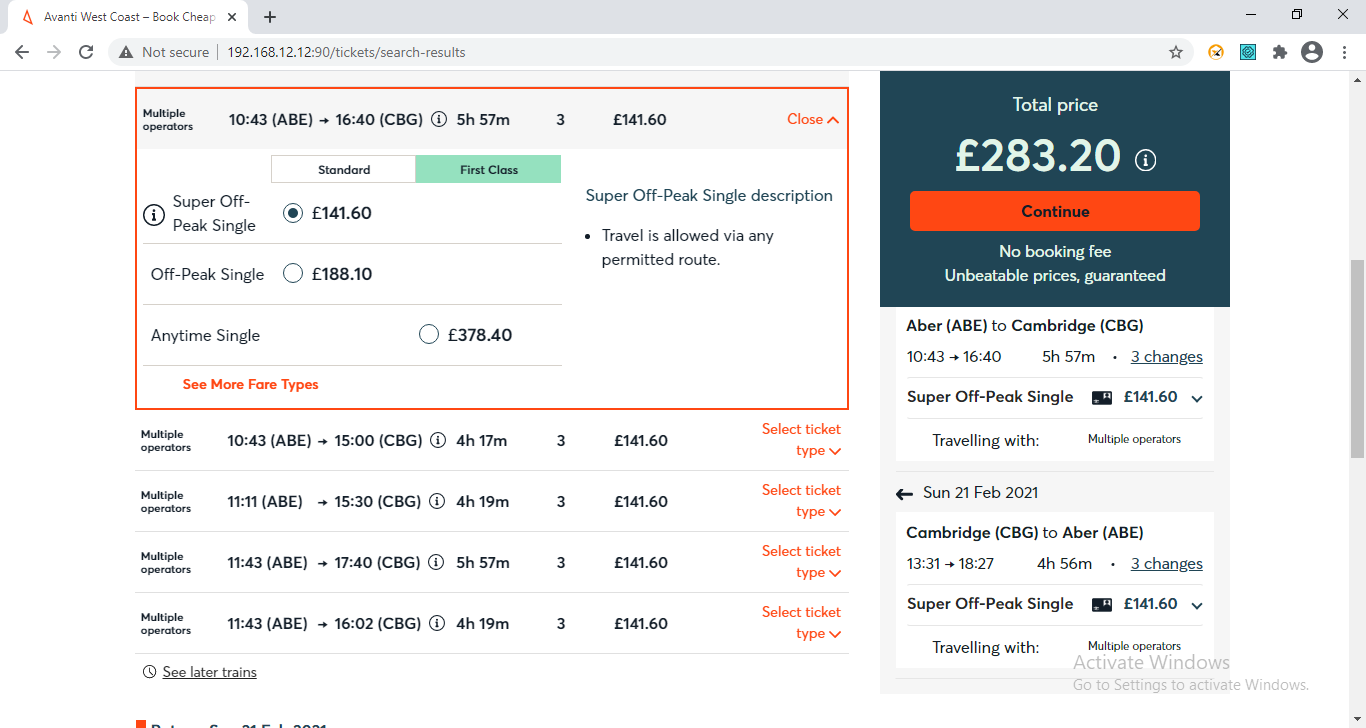 Avanti West Coast – Book Cheap
Not secure
192.168.12.12:90/tickets/search-results
Multiple
operators
10:43 (ABE) → 16:40 (CBG) 5h 57m 3 £141.60 Close
Standard First Class
Super Off-
Peak Single
£141.60
Off-Peak Single £188.10
Anytime Single £378.40
See More Fare Types
Super Off-Peak Single description
• Travel is allowed via any
permitted route.
Multiple
operators
10:43 (ABE) → 15:00 (CBG) 4h 17m 3 £141.60
Select ticket
type
Multiple
operators
11:11 (ABE) → 15:30 (CBG) 4h 19m 3 £141.60
Select ticket
type
Multiple
operators
11:43 (ABE) → 17:40 (CBG) 5h 57m 3 £141.60
Select ticket
type
Multiple
operators
11:43 (ABE) → 16:02 (CBG) 4h 19m 3 £141.60
Select ticket
type
See later trains
Total price
£283.20
Continue
No booking fee
Unbeatable prices, guaranteed
Aber (ABE) to Cambridge (CBG)
10:43 → 16:40 5h 57m • 3 changes
Super Off-Peak Single £141.60
Travelling with: Multiple operators
← Sun 21 Feb 2021
Cambridge (CBG) to Aber (ABE)
13:31 → 18:27 4h 56m • 3 changes
Super Off-Peak Single £141.60
Travelling with: Multiple operators
Activate Windows
Go to Settings to activate Windows.